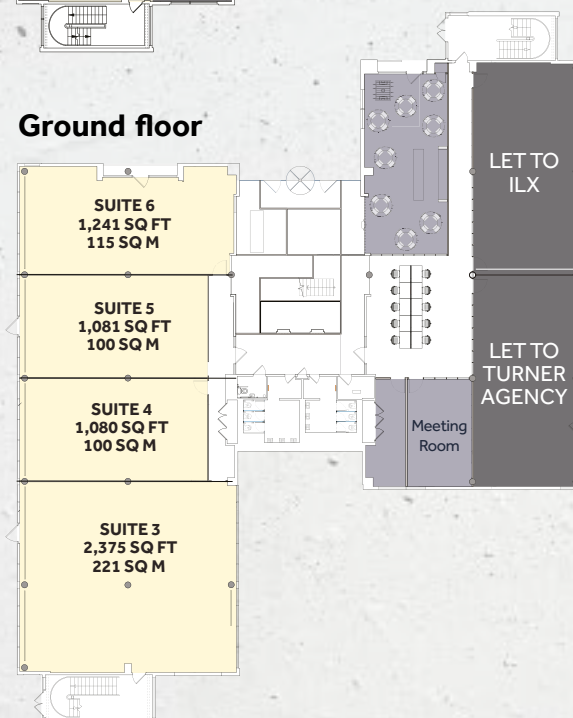 Ground floor
SUITE 6
1,241 SQ FT
115 SQ M
SUITE 5
1,081 SQ FT
100 SQ M
SUITE 4
1,080 SQ FT
100 SQ M
SUITE 3
2,375 SQ FT
221 SQ M
LET TO
ILX
LET TO
TURNER
AGENCY
Meeting
Room